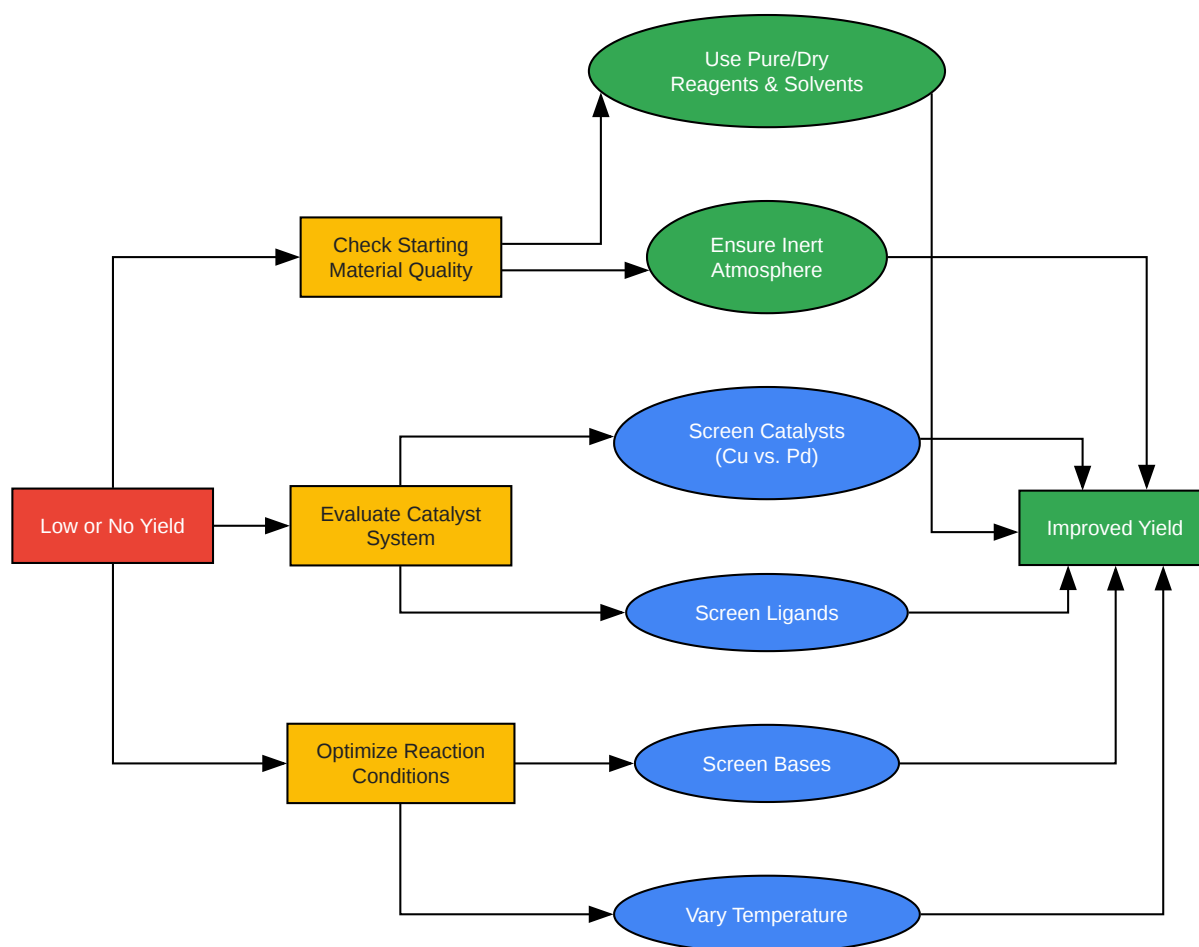 Use Pure/Dry
Reagents & Solvents
Check Starting
Material Quality
Ensure Inert
Atmosphere
Screen Catalysts
(Cu vs. Pd)
Low or No Yield
Evaluate Catalyst
System
Improved Yield
Screen Ligands
Optimize Reaction
Conditions
Screen Bases
Vary Temperature